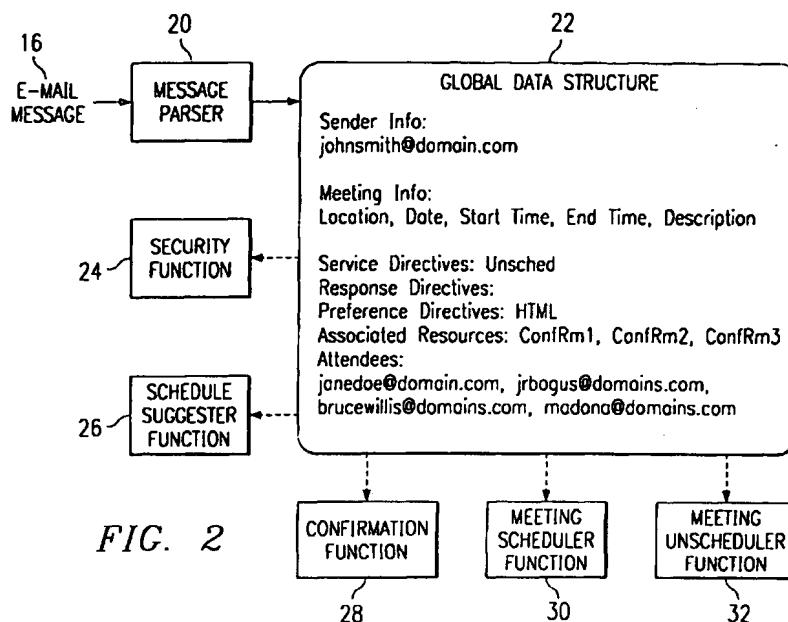 16
20
22
E-MAIL
MESSAGE
MESSAGE
PARSER
GLOBAL DATA STRUCTURE
Sender Info:
johnsmith@domain.com
Meeting Info:
Location, Date, Start Time, End Time, Description
Service Directives: Unsched
Response Directives:
Preference Directives: HTML
Associated Resources: ConfRm1, ConfRm2, ConfRm3
Attendees:
janedoe@domain.com, jrbogus@domains.com,
brucewillis@domains.com, madona@domains.com
24
SECURITY
FUNCTION
26
SCHEDULE
SUGGESTER
FUNCTION
FIG. 2
CONFIRMATION
FUNCTION
28
MEETING
SCHEDULER
FUNCTION
30
MEETING
UNSCHEDULER
FUNCTION
32